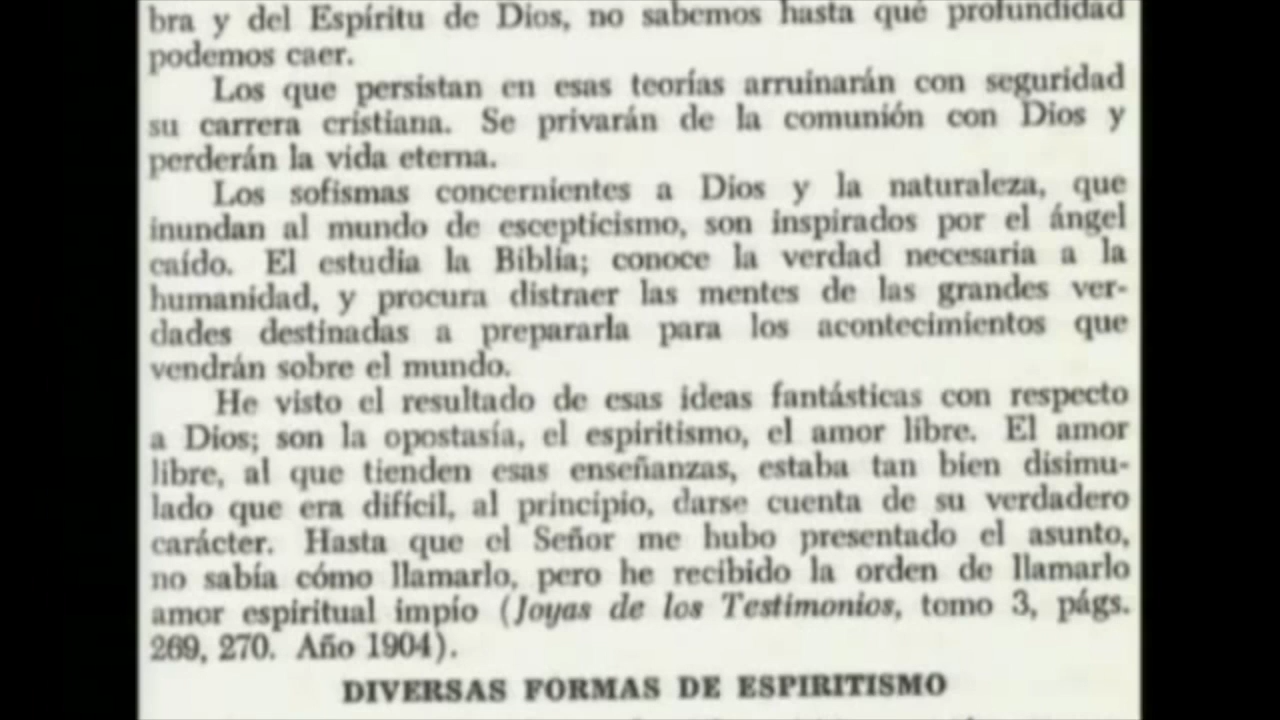 bra y del Espíritu de Dios, no sabemos hasta qué profundidad
podemos caer.
Los que persistan en esas teorías arruinarán con seguridad
su carrera cristiana. Se privarán de la comunión con Dios y
perderán la vida eterna.
Los sofismas concernientes a Dios y la naturaleza, que
inundan al mundo de escepticismo, son inspirados por el ángel
caído. El estudia la Biblia; conoce la verdad necesaria a la
humanidad, y procura distraer las mentes de las grandes ver-
dades destinadas a prepararla para los acontecimientos que
vendrán sobre el mundo.
He visto el resultado de esas ideas fantásticas con respecto
a Dios; son la opostasía, el espiritismo, el amor libre. El amor
libre, al que tienden esas enseñanzas, estaba tan bien disimu-
lado que era difícil, al principio, darse cuenta de su verdadero
carácter. Hasta que el Señor me hubo presentado el asunto,
no sabía cómo llamarlo, pero he recibido la orden de llamarlo
amor espiritual impío (Joyas de los Testimonios, tomo 3, págs.
269, 270. Año 1904).
DIVERSAS FORMAS DE ESPIRITISMO